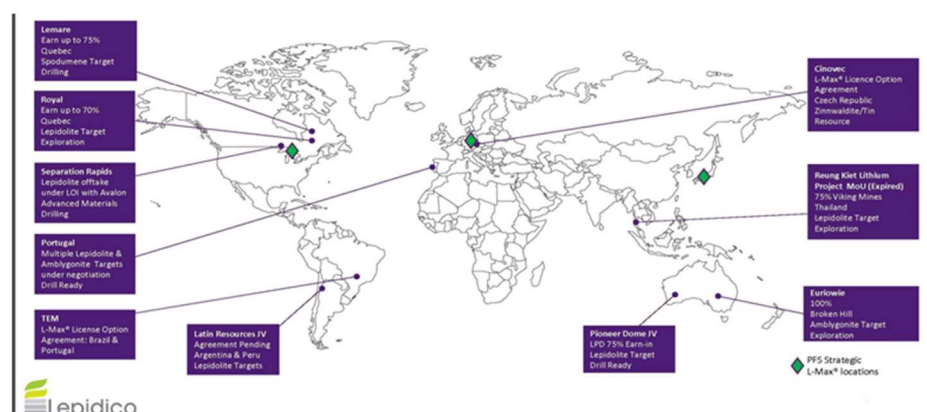 Lemare
Earn up to 75%
Quebec
Spodumene Target
Drilling
Royal
Earn up to 70%
Quebec
Lepidolite Target
Exploration
Separation Rapids
Lepidolite offtake
under LOI with Avalon
Advanced Materials
Drilling
Portugal
Multiple Lepidolite &
Amblygonite Targets
under negotiation
Drill Ready
TEM
L-Max® License Option
Agreement: Brazil &
Portugal
Latin Resources JV
Agreement Pending
Argentina & Peru
Lepidolite Targets
Pioneer Dome JV
LPD 75% Earn-in
Lepidolite Target
Drill Ready
Cinovec
L-Max® Licence Option
Agreement
Czech Republic
Zinnwaldite/Tin
Resource
Reung Kiet Lithium
Project MoU (Expired)
75% Viking Mines
Thailand
Lepidolite Target
Exploration
Euriowie
100%
Broken Hill
Amblygonite Target
Exploration
PFS Strategic
L-Max® locations
Lepidico